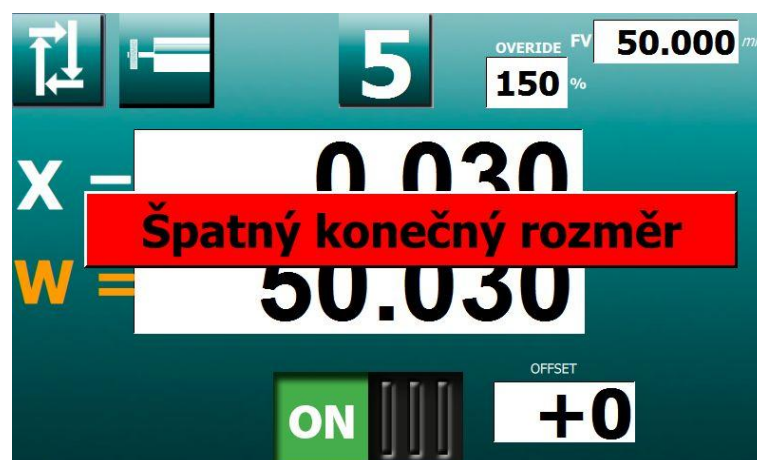 5
OVERIDE
150 %
FV 50.000
X = 0.030
Špatný konečný rozměr
W = 50.030
ON
OFFSET
+0